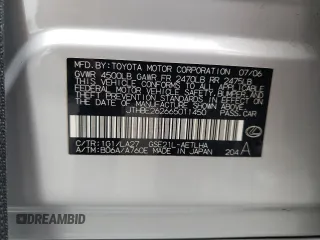 MFD. BY: TOYOTA MOTOR CORPORATION 07/06
GVWR 4500LB GAWR FR 2470LB RR 2475LB
THIS VEHICLE CONFORMS TO ALL APPLICABLE
FEDERAL MOTOR VEHICLE SAFETY, BUMPER, AND
THEFT PREVENTION STANDARDS IN EFFECT ON
THE DATE OF MANUFACTURE SHOWN ABOVE.
JTHBE262665011450 PASS.CAR
C/TR:1G1/LA27 GSE21L-AETLHA
A/TM:B06A/A760E MADE IN JAPAN 204 A